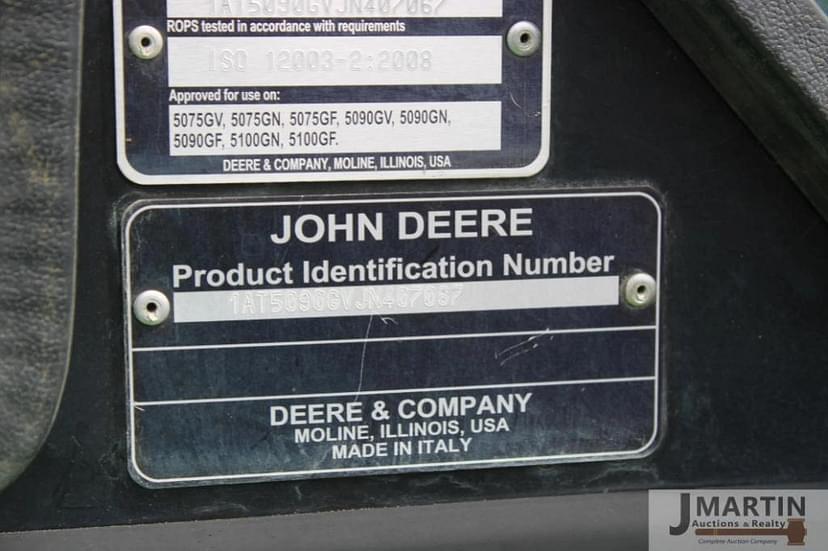 1AT5090GVJN407067
ROPS tested in accordance with requirements
ISO 12003-2:2008
Approved for use on:
5075GV, 5075GN, 5075GF, 5090GV, 5090GN,
5090GF, 5100GN, 5100GF.
DEERE & COMPANY, MOLINE, ILLINOIS, USA
JOHN DEERE
Product Identification Number
1AT5090GVJN407067
DEERE & COMPANY
MOLINE, ILLINOIS, USA
MADE IN ITALY
J MARTIN
Auctions & Realty
Complete Auction Company